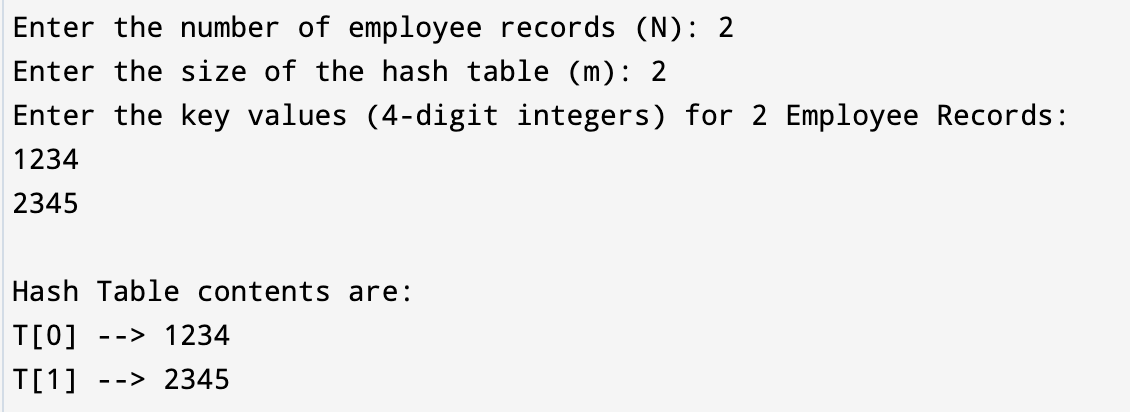 Enter the number of employee records (N): 2
Enter the size of the hash table (m): 2
Enter the key values (4-digit integers) for 2 Employee Records:
1234
2345

Hash Table contents are:
T[0] --> 1234
T[1] --> 2345